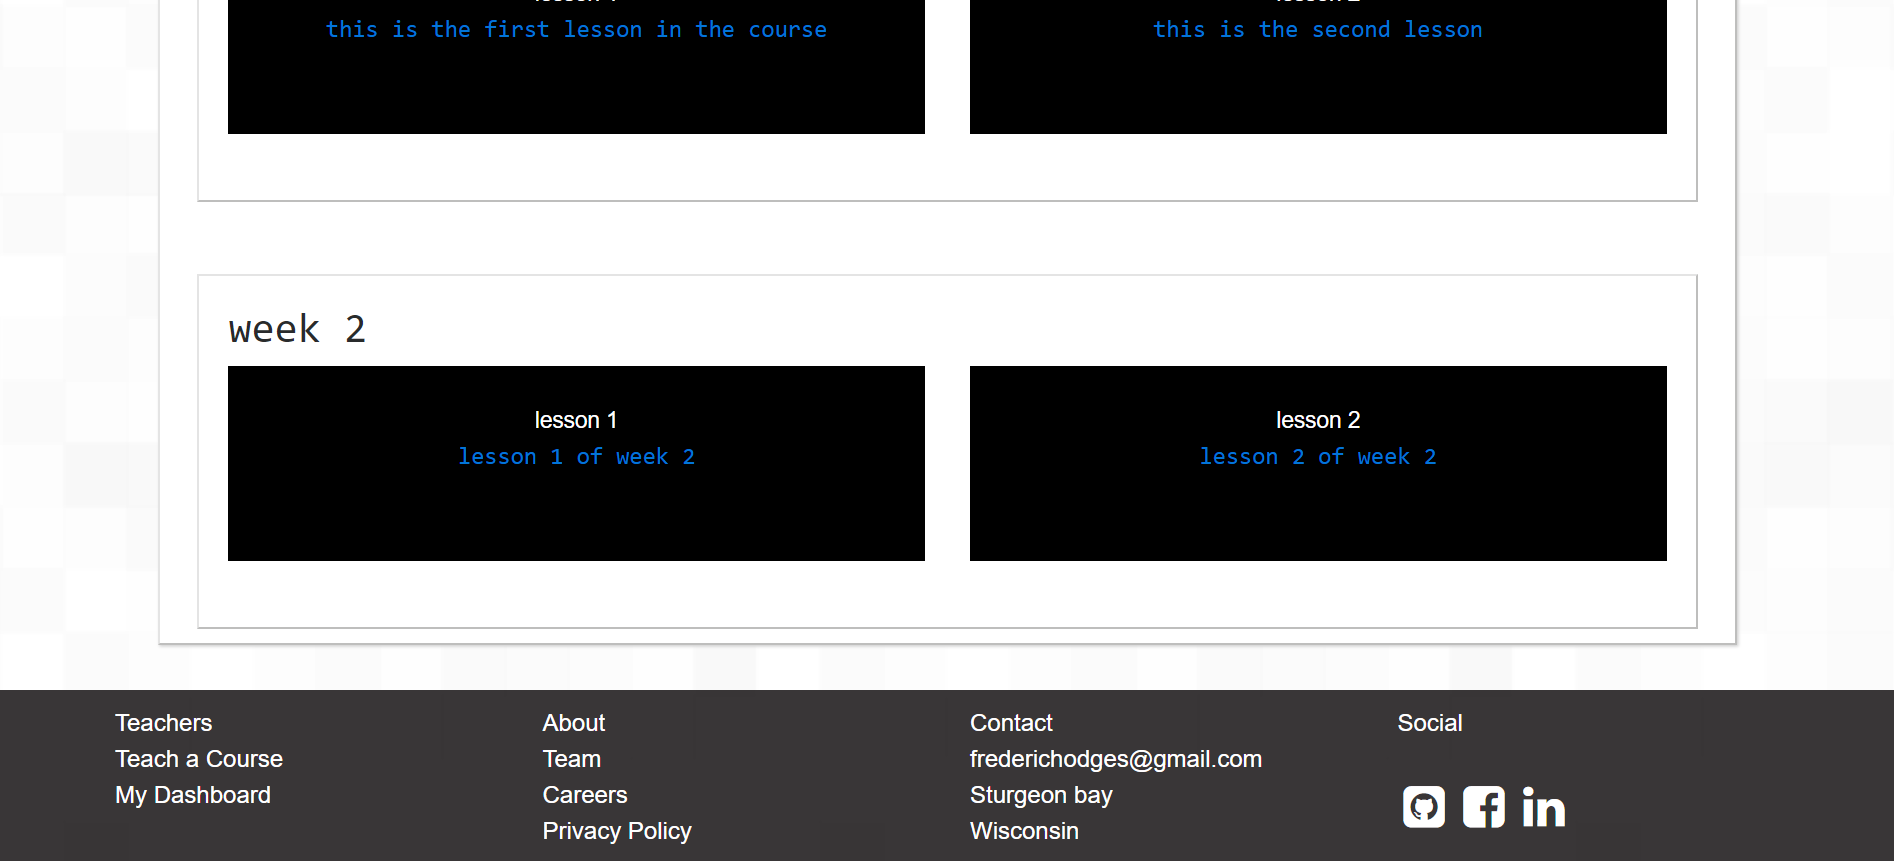 this is the first lesson in the course
this is the second lesson
week 2
lesson 1
lesson 1 of week 2
lesson 2
lesson 2 of week 2
Teachers
Teach a Course
My Dashboard
About
Team
Careers
Privacy Policy
Contact
frederichodges@gmail.com
Sturgeon bay
Wisconsin
Social
in